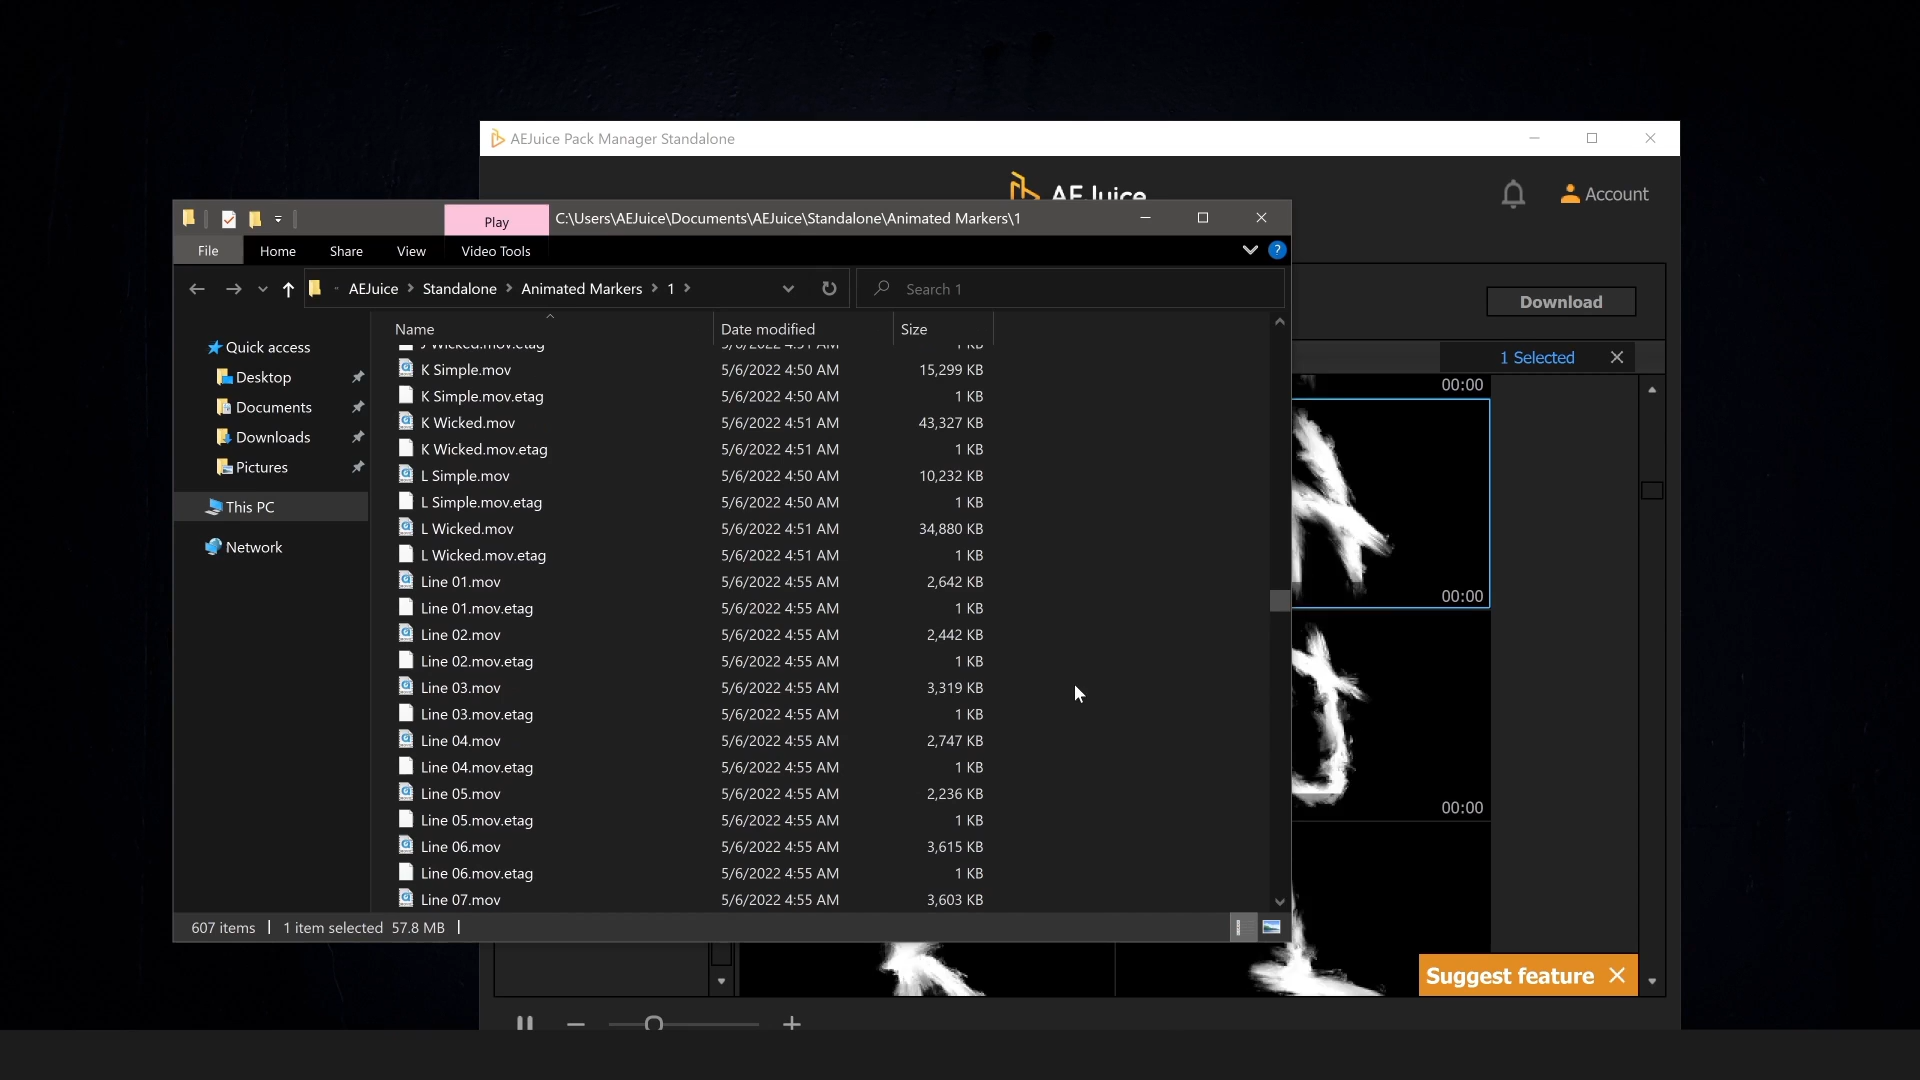 AEJuice Pack Manager Standalone
AEJuice
Account
Play
C:\Users\AEJuice\Documents\AEJuice\Standalone\Animated Markers\1
File
Home
Share
View
Video Tools
AEJuice > Standalone > Animated Markers > 1 >
Search 1
Download
Name
Date modified
Size
1 Selected
Quick access
Desktop
Documents
Downloads
Pictures
This PC
Network
J Wicked.mov.etag 5/6/2022 4:51 AM 1 KB
K Simple.mov 5/6/2022 4:50 AM 15,299 KB
K Simple.mov.etag 5/6/2022 4:50 AM 1 KB
K Wicked.mov 5/6/2022 4:51 AM 43,327 KB
K Wicked.mov.etag 5/6/2022 4:51 AM 1 KB
L Simple.mov 5/6/2022 4:50 AM 10,232 KB
L Simple.mov.etag 5/6/2022 4:50 AM 1 KB
L Wicked.mov 5/6/2022 4:51 AM 34,880 KB
L Wicked.mov.etag 5/6/2022 4:51 AM 1 KB
Line 01.mov 5/6/2022 4:55 AM 2,642 KB
Line 01.mov.etag 5/6/2022 4:55 AM 1 KB
Line 02.mov 5/6/2022 4:55 AM 2,442 KB
Line 02.mov.etag 5/6/2022 4:55 AM 1 KB
Line 03.mov 5/6/2022 4:55 AM 3,319 KB
Line 03.mov.etag 5/6/2022 4:55 AM 1 KB
Line 04.mov 5/6/2022 4:55 AM 2,747 KB
Line 04.mov.etag 5/6/2022 4:55 AM 1 KB
Line 05.mov 5/6/2022 4:55 AM 2,236 KB
Line 05.mov.etag 5/6/2022 4:55 AM 1 KB
Line 06.mov 5/6/2022 4:55 AM 3,615 KB
Line 06.mov.etag 5/6/2022 4:55 AM 1 KB
Line 07.mov 5/6/2022 4:55 AM 3,603 KB
00:00
00:00
00:00
607 items
1 item selected 57.8 MB
Suggest feature